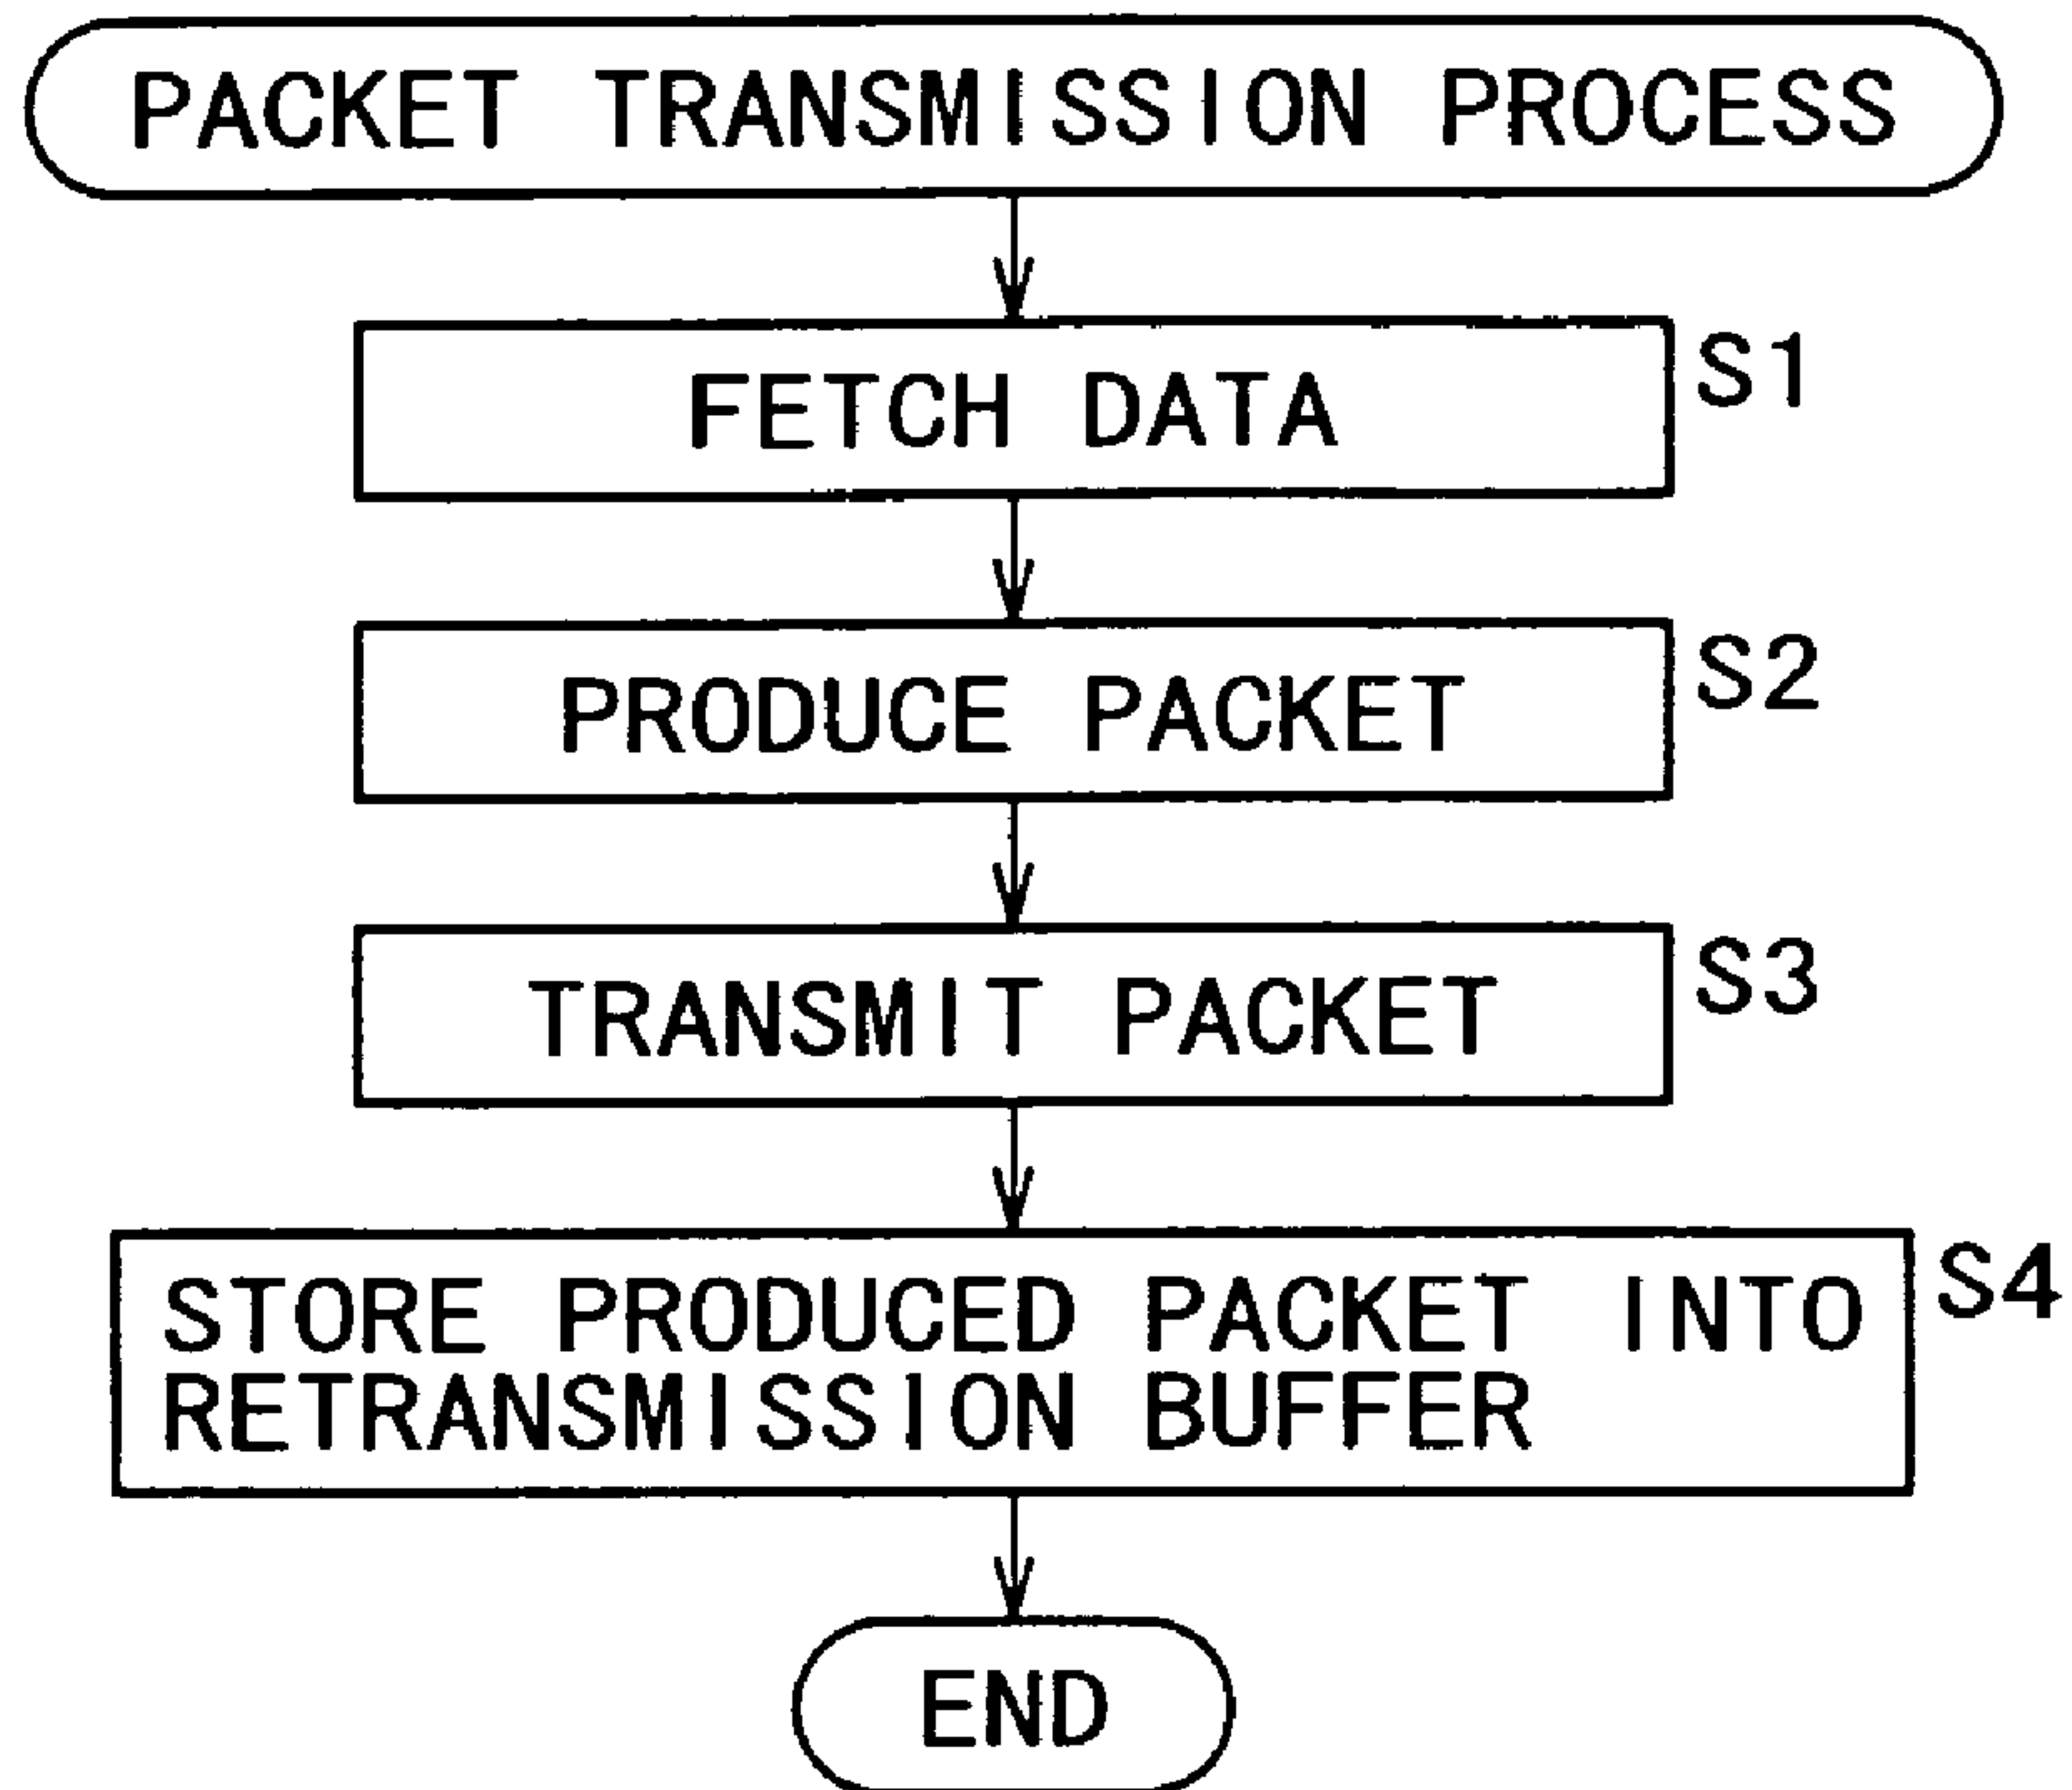 PACKET TRANSMISSION PROCESS
FETCH DATA
S1
PRODUCE PACKET
S2
TRANSMIT PACKET
S3
STORE PRODUCED PACKET INTO
RETRANSMISSION BUFFER
S4
END